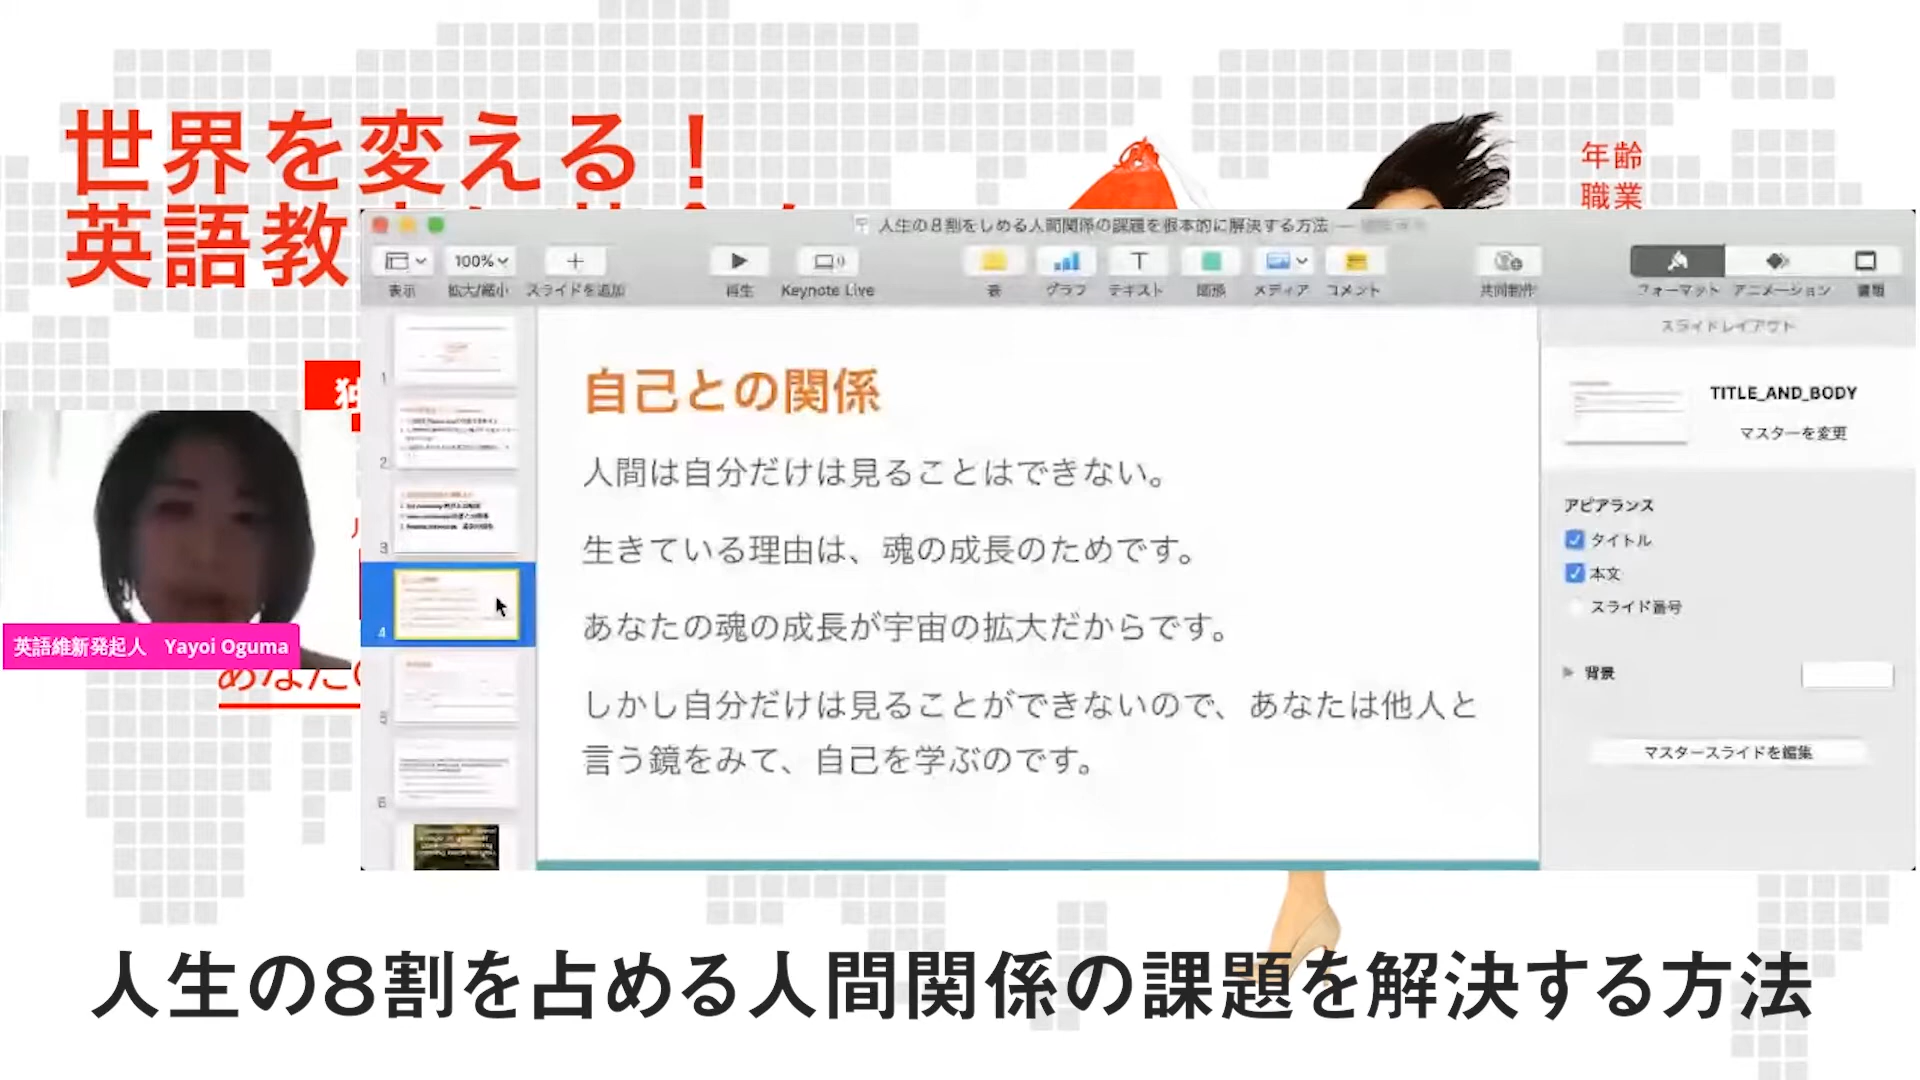 世界を変える！
英語教
年齢
職業
独
人生の８割をしめる人間関係の課題を根本的に解決する方法
100%
表示
拡大/縮小
スライドを追加
再生
Keynote Live
表
グラフ
テキスト
図形
メディア
コメント
共同制作
フォーマット
アニメーション
書類
スライドレイアウト
1
2
3
4
5
6
自己との関係
人間は自分だけは見ることはできない。
生きている理由は、魂の成長のためです。
あなたの魂の成長が宇宙の拡大だからです。
しかし自分だけは見ることができないので、あなたは他人と
言う鏡をみて、自己を学ぶのです。
TITLE_AND_BODY
マスターを変更
アピアランス
タイトル
本文
スライド番号
背景
マスタースライドを編集
英語維新発起人　Yayoi Oguma
あなた
人生の８割を占める人間関係の課題を解決する方法